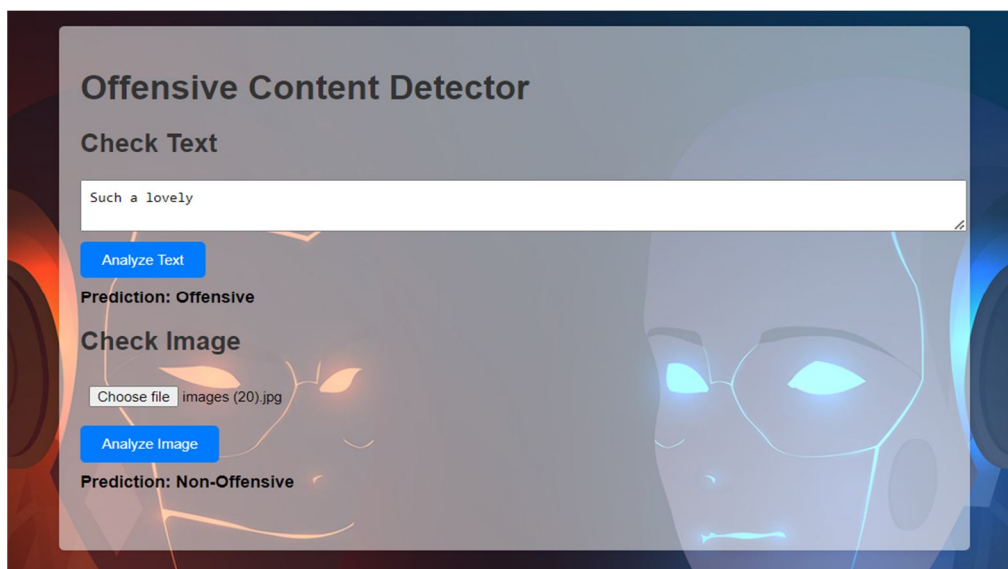 Offensive Content Detector
Check Text
Such a lovely
Analyze Text
Prediction: Offensive
Check Image
Choose file images (20).jpg
Analyze Image
Prediction: Non-Offensive